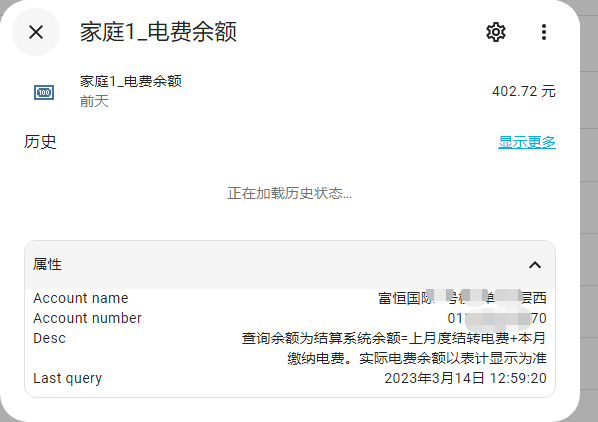 家庭1_电费余额
100
家庭1_电费余额
402.72 元
前天
历史
显示更多
正在加载历史状态...
属性
Account name
富恒国际 号 单 层西
Account number
01 70
Desc
查询余额为结算系统余额=上月度结转电费+本月
缴纳电费。实际电费余额以表计显示为准
Last query
2023年3月14日 12:59:20